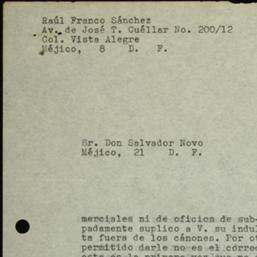 Raúl Franco Sánchez
Av. de José T. Cuéllar No. 200/12
Col. Vista Alegre
Méjico, 8 D. F.
Sr. Don Salvador Novo
Méjico, 21 D. F.
merciales ni de oficios de sub-
padamente suplico a V. su indul
ta fuera de los cánones. Por ot
permitido darle no es el corre